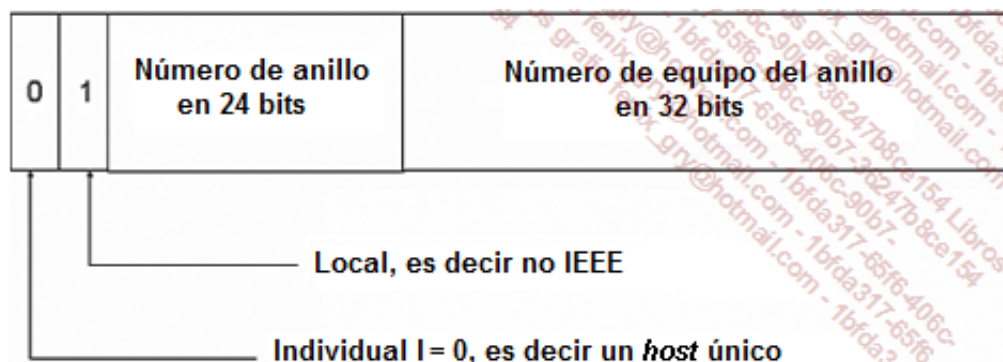 0
1
Número de anillo
en 24 bits
Número de equipo del anillo
en 32 bits
Local, es decir no IEEE
Individual I = 0, es decir un host único